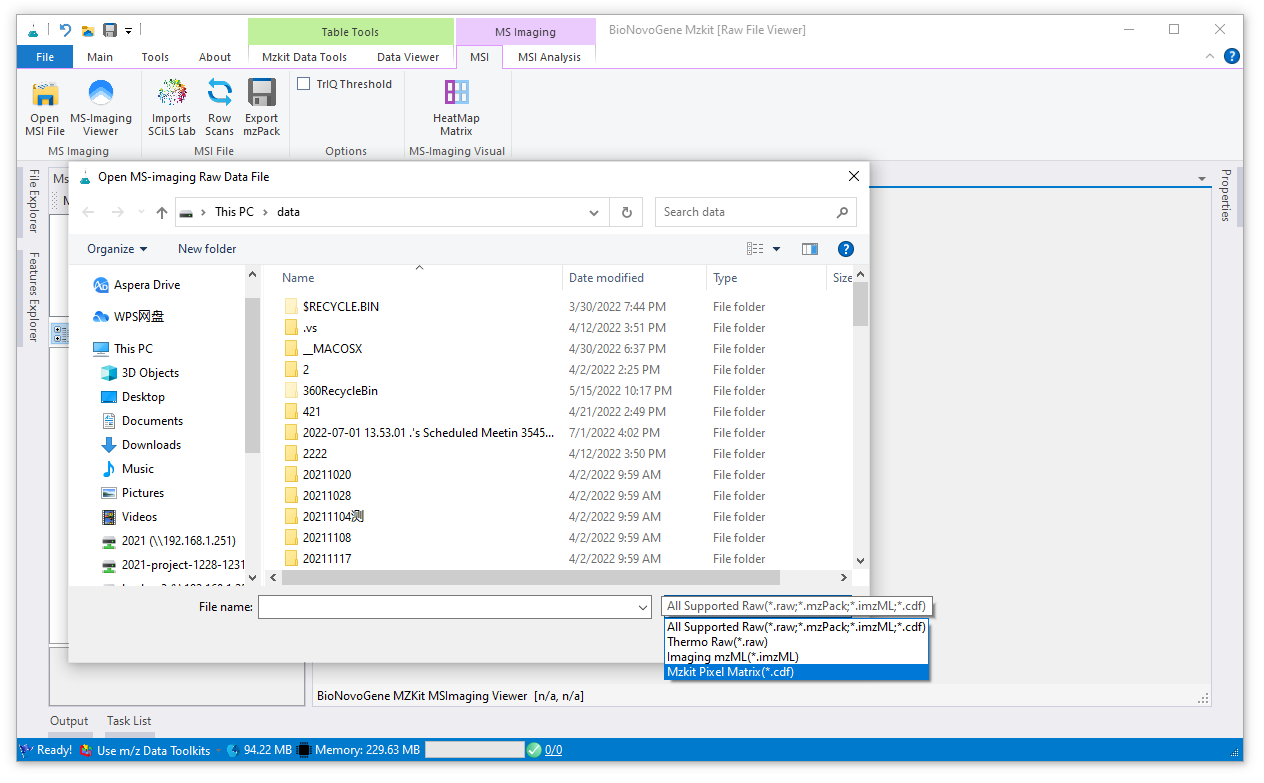 Table Tools
MS Imaging
BioNovoGene Mzkit [Raw File Viewer]
File
Main
Tools
About
Mzkit Data Tools
Data Viewer
MSI
MSI Analysis
Open MSI File
MS-Imaging Viewer
Imports SCiLS Lab
Row Scans
Export mzPack
TrIQ Threshold
HeatMap Matrix
MS Imaging
MSI File
Options
MS-Imaging Visual
File Explorer
Features Explorer
Properties
Open MS-imaging Raw Data File
This PC
data
Search data
Organize
New folder
Name
Date modified
Type
Size
Aspera Drive
WPS网盘
This PC
3D Objects
Desktop
Documents
Downloads
Music
Pictures
Videos
2021 (\\192.168.1.251)
2021-project-1228-1231
$RECYCLE.BIN 3/30/2022 7:44 PM File folder
.vs 4/12/2022 3:51 PM File folder
__MACOSX 4/30/2022 6:37 PM File folder
2 4/2/2022 2:25 PM File folder
360RecycleBin 5/15/2022 10:17 PM File folder
421 4/21/2022 2:49 PM File folder
2022-07-01 13.53.01 .'s Scheduled Meetin 3545... 7/1/2022 4:02 PM File folder
2222 4/12/2022 3:50 PM File folder
20211020 4/2/2022 9:59 AM File folder
20211028 4/2/2022 9:59 AM File folder
20211104测 4/2/2022 9:59 AM File folder
20211108 4/2/2022 9:59 AM File folder
20211117 4/2/2022 9:59 AM File folder
File name:
All Supported Raw(*.raw;*.mzPack;*.imzML;*.cdf)
All Supported Raw(*.raw;*.mzPack;*.imzML;*.cdf)
Thermo Raw(*.raw)
Imaging mzML(*.imzML)
Mzkit Pixel Matrix(*.cdf)
BioNovoGene MZKit MSImaging Viewer [n/a, n/a]
Output
Task List
Ready!
Use m/z Data Toolkits
94.22 MB
Memory: 229.63 MB
0/0